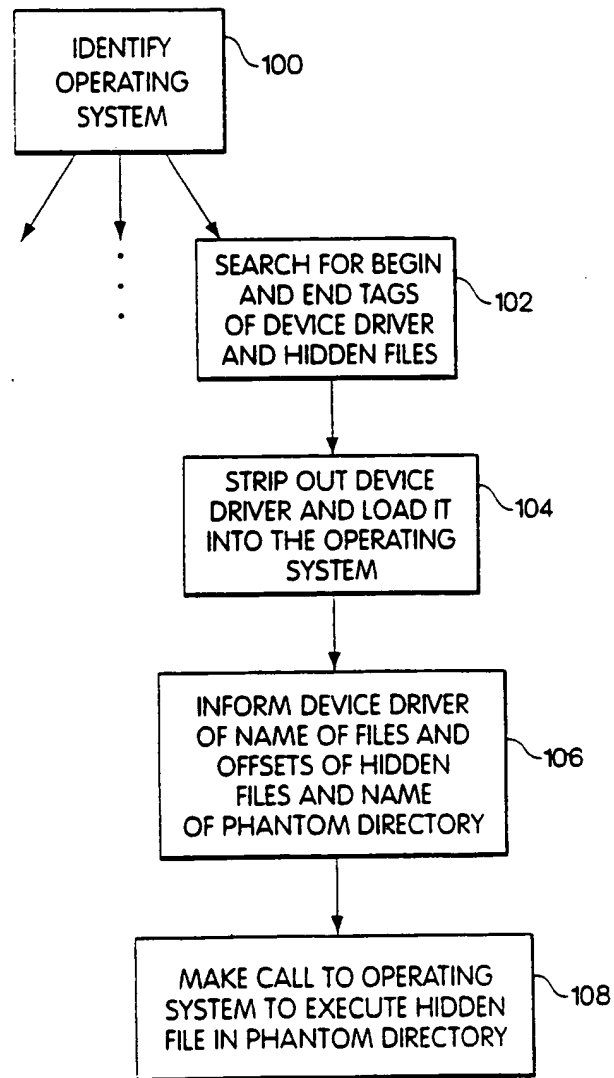 IDENTIFY
OPERATING
SYSTEM
100
SEARCH FOR BEGIN
AND END TAGS
OF DEVICE DRIVER
AND HIDDEN FILES
102
STRIP OUT DEVICE
DRIVER AND LOAD IT
INTO THE OPERATING
SYSTEM
104
INFORM DEVICE DRIVER
OF NAME OF FILES AND
OFFSETS OF HIDDEN
FILES AND NAME
OF PHANTOM DIRECTORY
106
MAKE CALL TO OPERATING
SYSTEM TO EXECUTE HIDDEN
FILE IN PHANTOM DIRECTORY
108